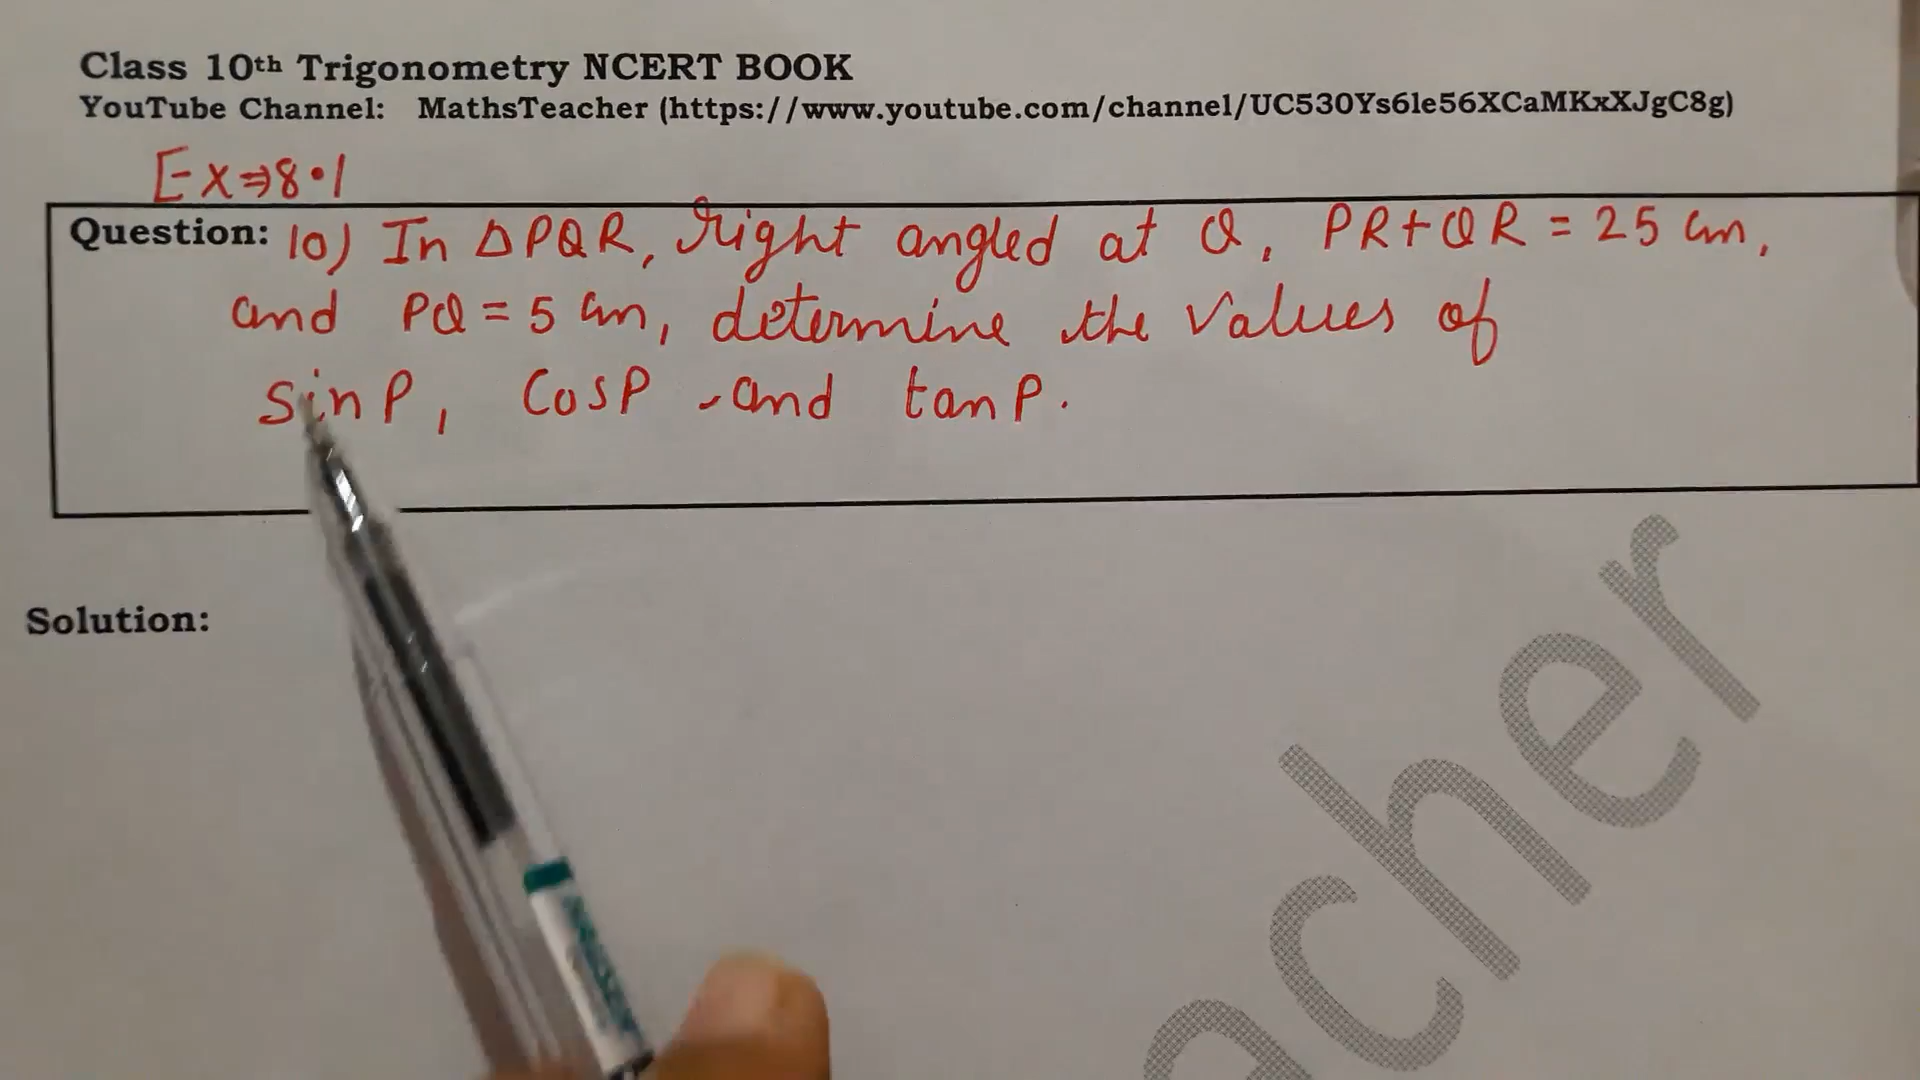 Class 10th Trigonometry NCERT BOOK
YouTube Channel: MathsTeacher (https://www.youtube.com/channel/UC530Ys6le56XCaMKxXJgC8g)
Ex⇒8.1
Question: 10) In ΔPQR, right angled at Q, PR+QR = 25 cm,
and PQ = 5 cm, determine the values of
sin P, Cos P and tan P.
Solution:
acher